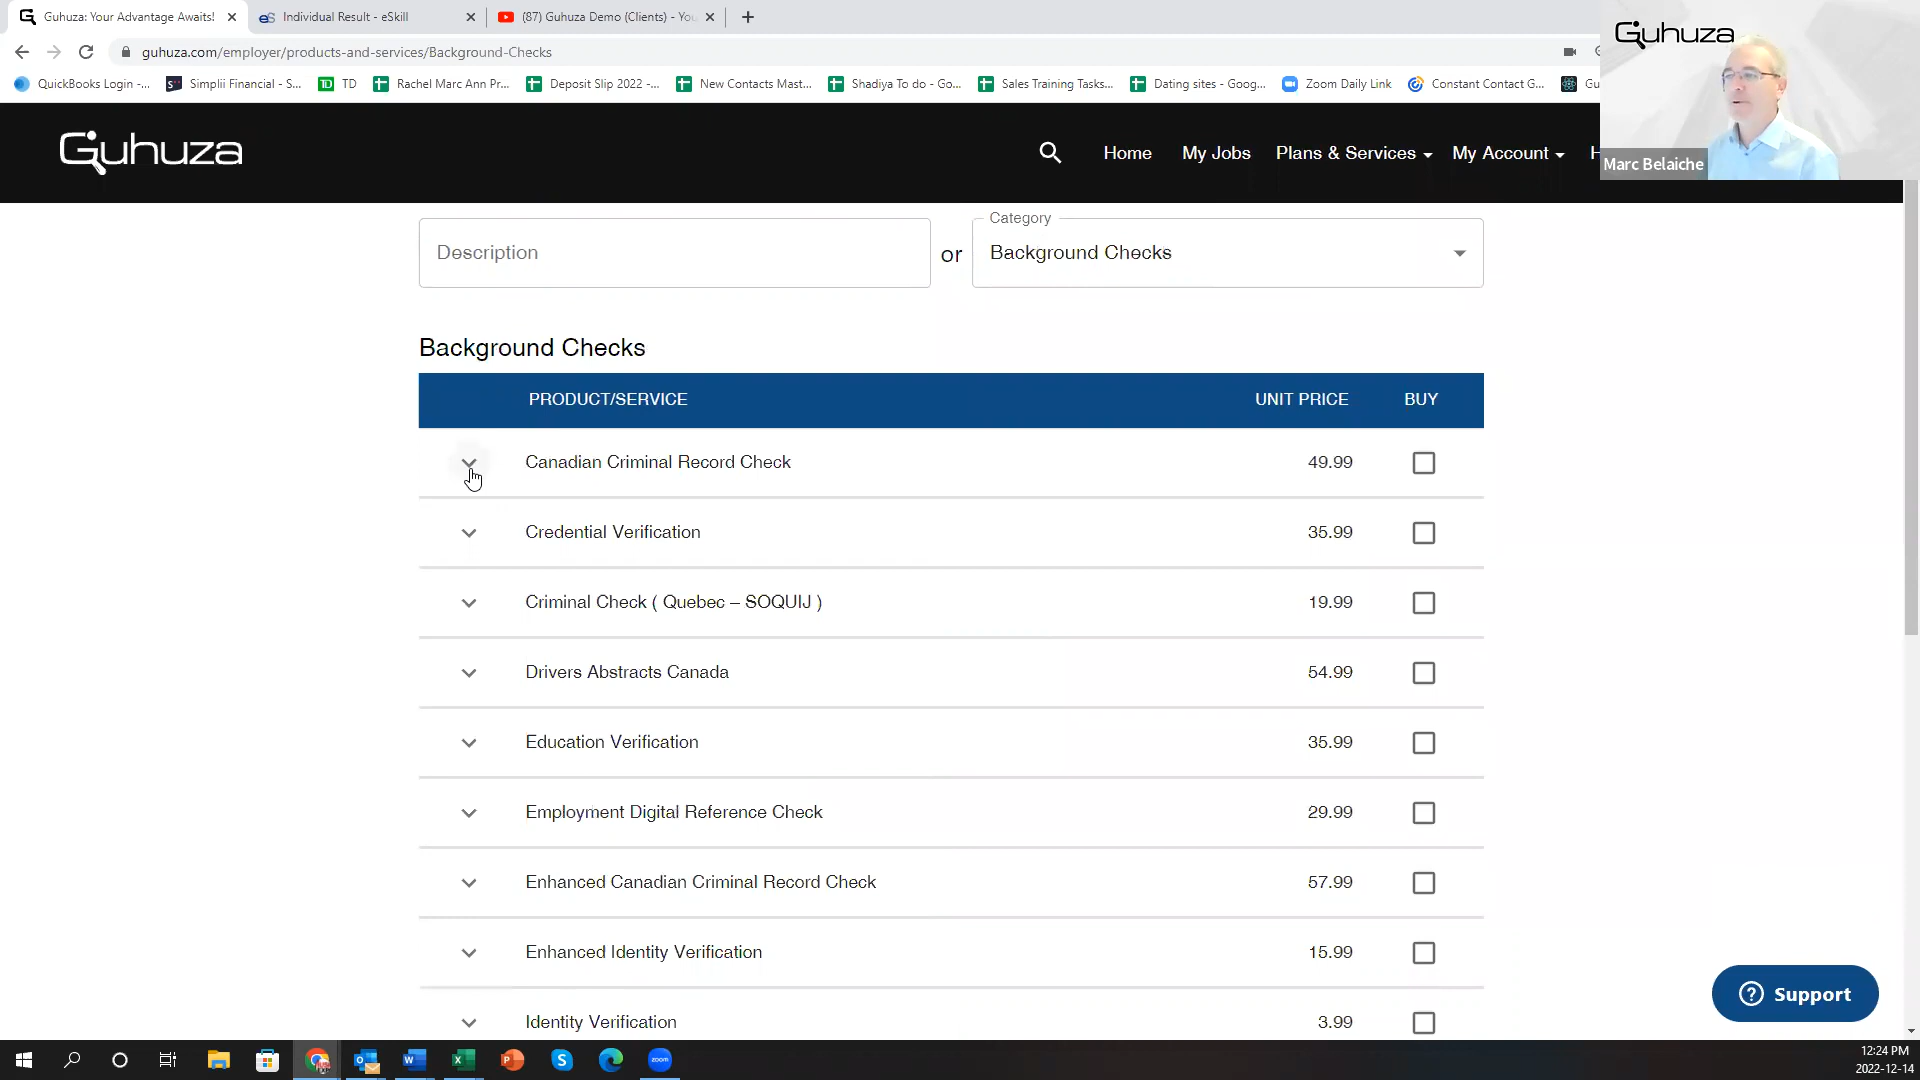 Guhuza: Your Advantage Awaits!
Individual Result - eSkill
(87) Guhuza Demo (Clients) - You
guhuza.com/employer/products-and-services/Background-Checks
QuickBooks Login -...
Simplii Financial - S...
TD
Rachel Marc Ann Pr...
Deposit Slip 2022 -...
New Contacts Mast...
Shadiya To do - Go...
Sales Training Tasks...
Dating sites - Goog...
Zoom Daily Link
Constant Contact G...
Gu
Guhuza
Marc Belaiche
Guhuza
Home
My Jobs
Plans & Services
My Account
H
Description
or
Category
Background Checks
Background Checks
PRODUCT/SERVICE UNIT PRICE BUY
Canadian Criminal Record Check 49.99
Credential Verification 35.99
Criminal Check ( Quebec – SOQUIJ ) 19.99
Drivers Abstracts Canada 54.99
Education Verification 35.99
Employment Digital Reference Check 29.99
Enhanced Canadian Criminal Record Check 57.99
Enhanced Identity Verification 15.99
Identity Verification 3.99
Support
zoom
12:24 PM
2022-12-14